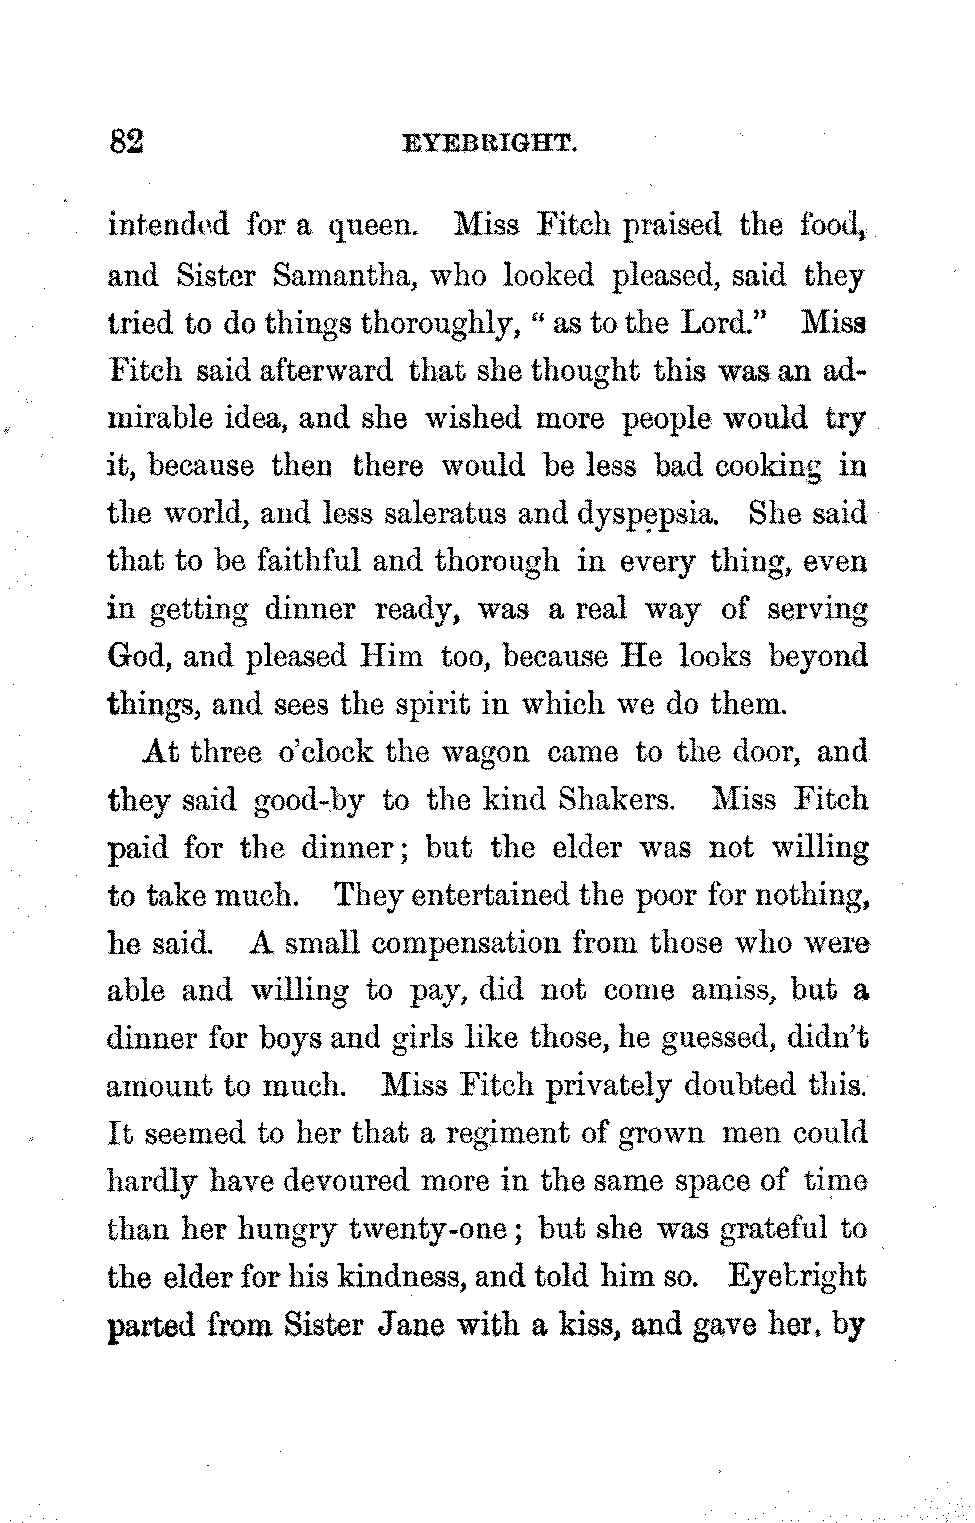 82 EYEBRIGHT.
intended for a queen. Miss Fitch praised the food,
and Sister Samantha, who looked pleased, said they
tried to do things thoroughly, “ as to the Lord.” Miss
Fitch said afterward that she thought this was an ad-
mirable idea, and she wished more people would try
it, because then there would be less bad cooking in
the world, and less saleratus and dyspepsia. She said
that to be faithful and thorough in every thing, even
in getting dinner ready, was a real way of serving
God, and pleased Him too, because He looks beyond
things, and sees the spirit in which we do them.
At three o’clock the wagon came to the door, and
they said good-by to the kind Shakers. Miss Fitch
paid for the dinner; but the elder was not willing
to take much. They entertained the poor for nothing,
he said. A small compensation from those who were
able and willing to pay, did not come amiss, but a
dinner for boys and girls like those, he guessed, didn’t
amount to much. Miss Fitch privately doubted this.
It seemed to her that a regiment of grown men could
hardly have devoured more in the same space of time
than her hungry twenty-one; but she was grateful to
the elder for his kindness, and told him so. Eyebright
parted from Sister Jane with a kiss, and gave her, by